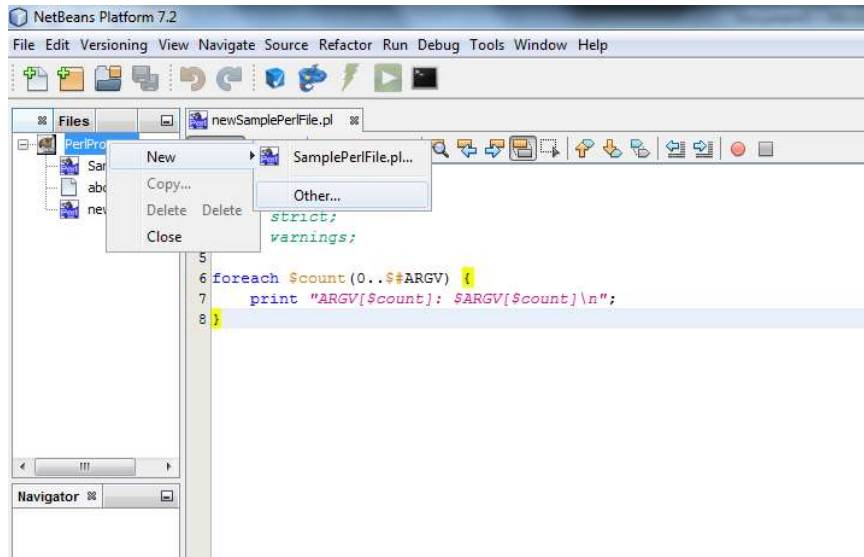 NetBeans Platform 7.2
File Edit Versioning View Navigate Source Refactor Run Debug Tools Window Help
Files
newSamplePerlFile.pl
PerlPro
Sar
abc
nev
New
Copy...
Delete Delete
Close
SamplePerlFile.pl...
Other...
strict;
warnings;
5
6 foreach $count(0..$#ARGV) {
7 print "ARGV[$count]: $ARGV[$count]\n";
8 }
Navigator